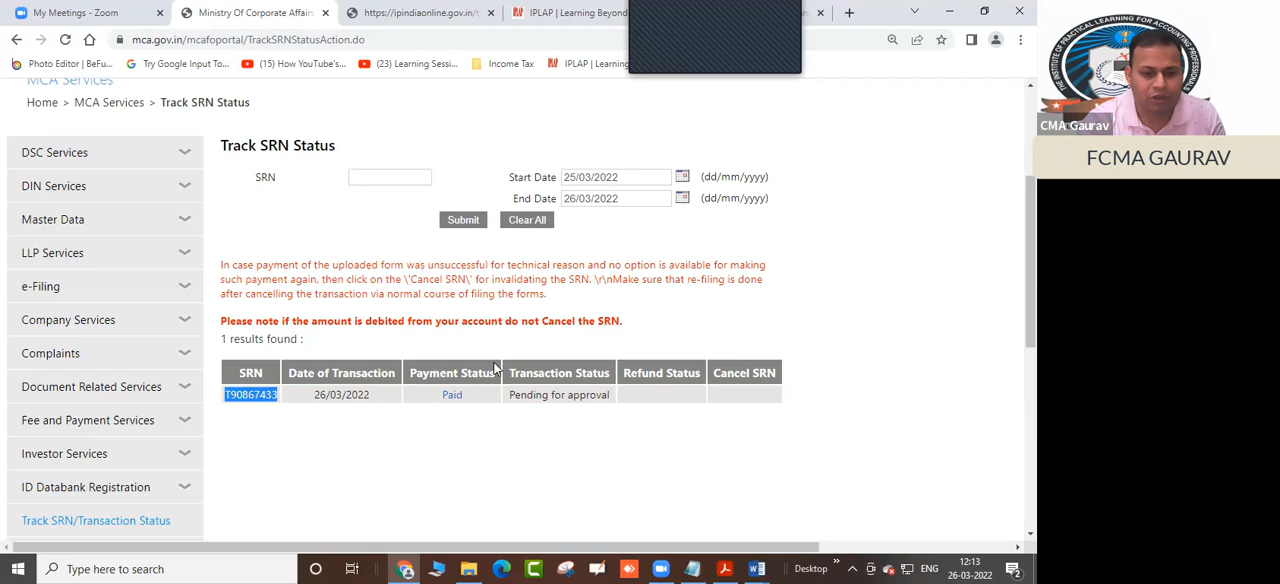 My Meetings - Zoom
Ministry Of Corporate Affairs
https://ipindiaonline.gov.in/
IPLAP | Learning Beyond
mca.gov.in/mcafoportal/TrackSRNStatusAction.do
Photo Editor | BeFu...
Try Google Input To...
(15) How YouTube's...
(23) Learning Sessi...
Income Tax
IPLAP | Learning
MCA Services
Home > MCA Services > Track SRN Status
DSC Services
DIN Services
Master Data
LLP Services
e-Filing
Company Services
Complaints
Document Related Services
Fee and Payment Services
Investor Services
ID Databank Registration
Track SRN/Transaction Status
Track SRN Status
SRN
Start Date 25/03/2022 (dd/mm/yyyy)
End Date 26/03/2022 (dd/mm/yyyy)
Submit Clear All
In case payment of the uploaded form was unsuccessful for technical reason and no option is available for making
such payment again, then click on the \'Cancel SRN\' for invalidating the SRN. \r\nMake sure that re-filing is done
after cancelling the transaction via normal course of filing the forms.
Please note if the amount is debited from your account do not Cancel the SRN.
1 results found :
SRN Date of Transaction Payment Status Transaction Status Refund Status Cancel SRN
T90867433 26/03/2022 Paid Pending for approval
CMA Gaurav
FCMA GAURAV
Type here to search
Desktop
ENG
12:13
26-03-2022
2